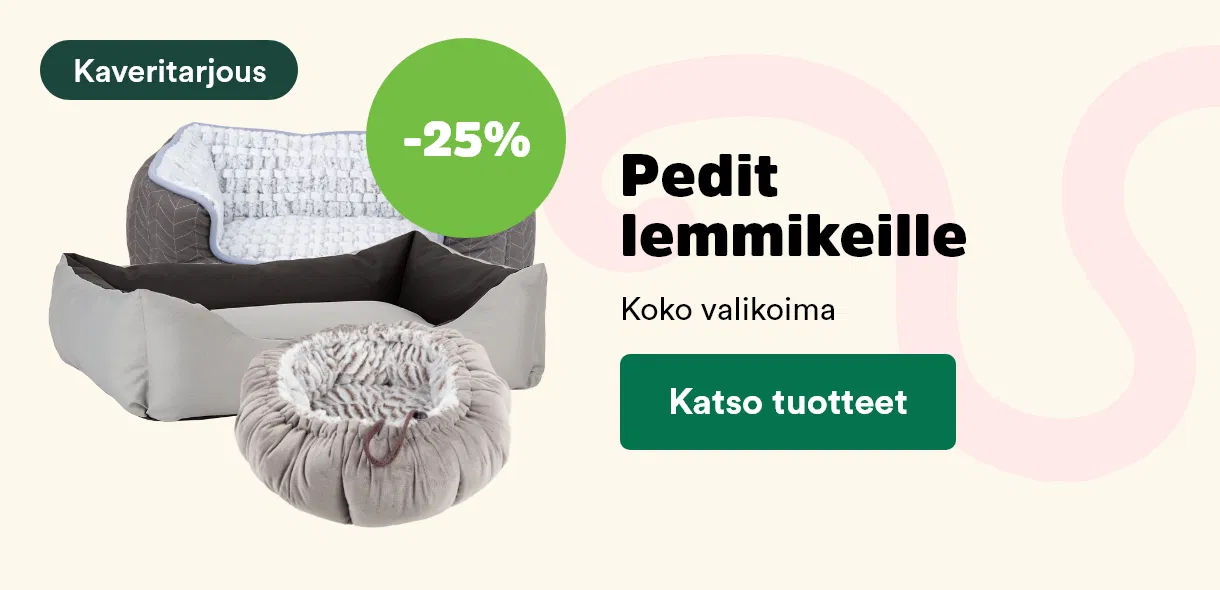 Kaveritarjous
-25%
Pedit
lemmikeille
Koko valikoima
Katso tuotteet